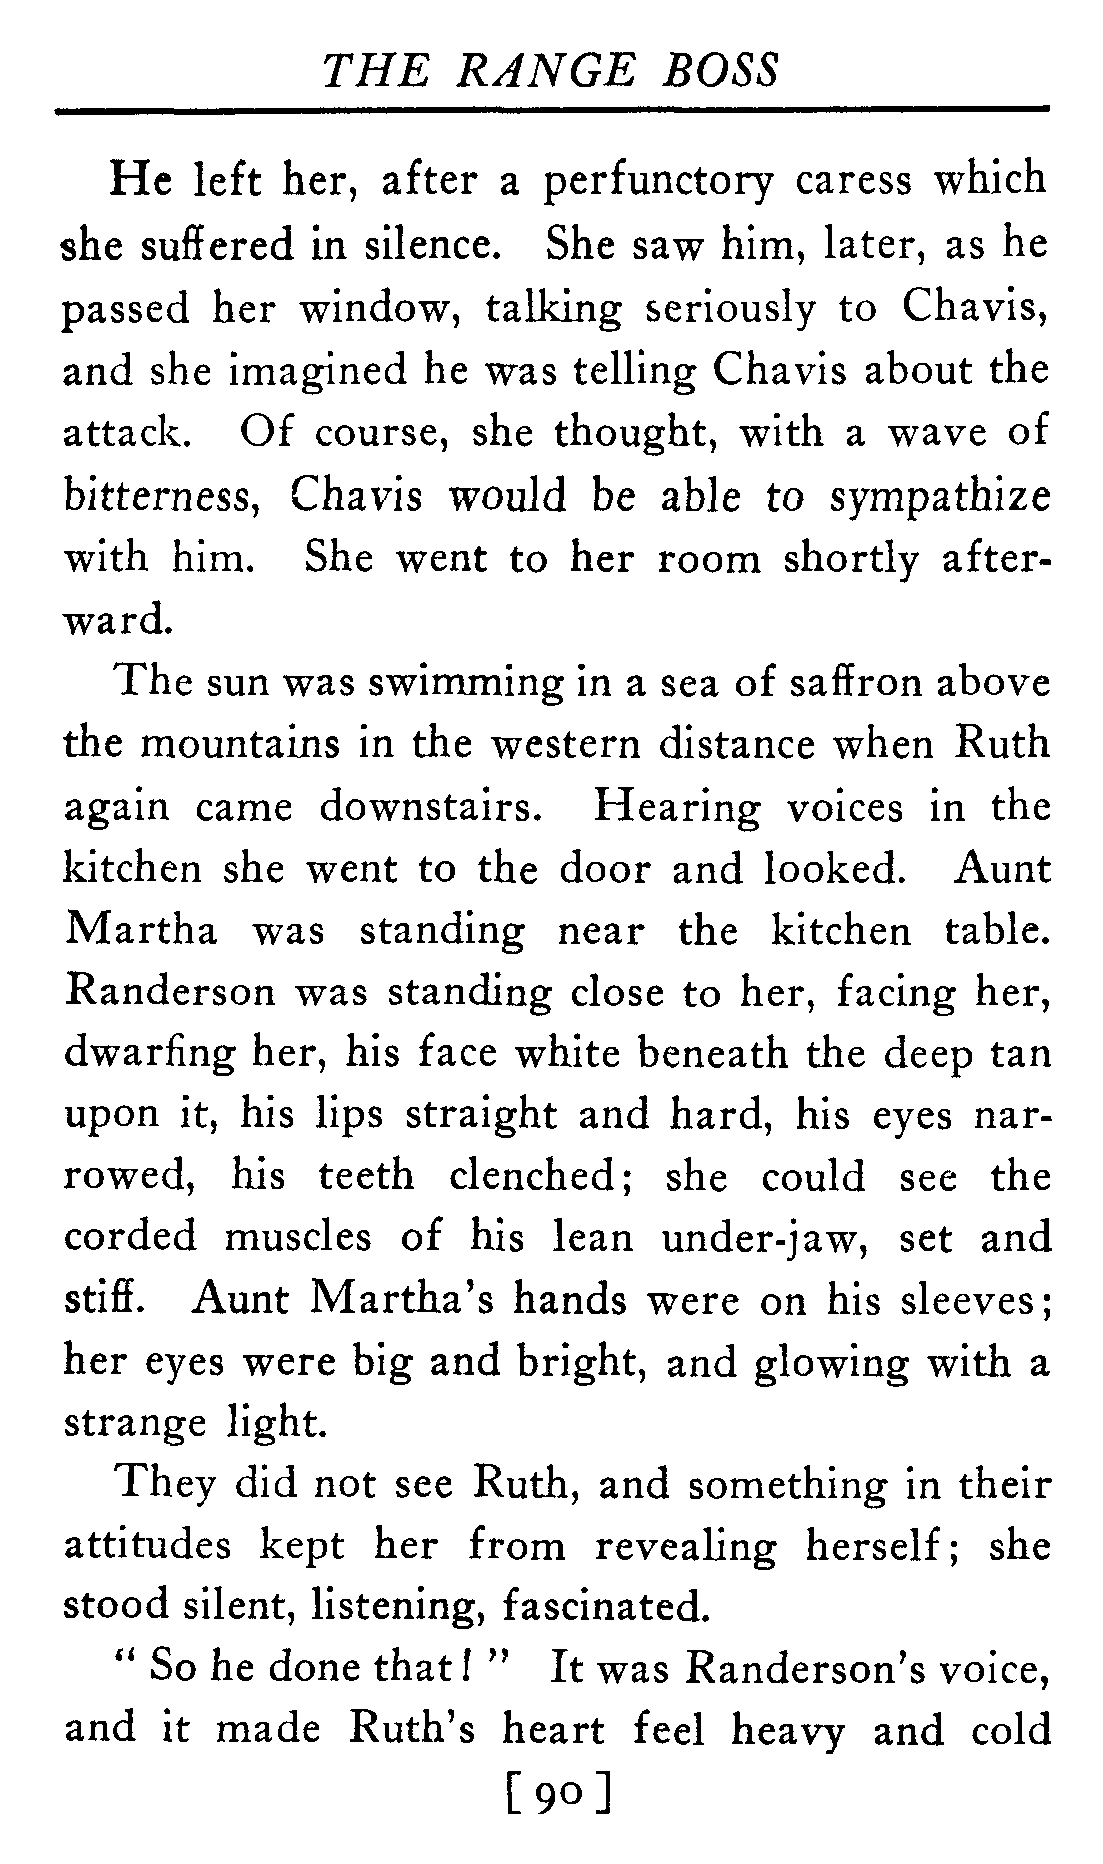 THE RANGE BOSS
He left her, after a perfunctory caress which
she suffered in silence. She saw him, later, as he
passed her window, talking seriously to Chavis,
and she imagined he was telling Chavis about the
attack. Of course, she thought, with a wave of
bitterness, Chavis would be able to sympathize
with him. She went to her room shortly after-
ward.
The sun was swimming in a sea of saffron above
the mountains in the western distance when Ruth
again came downstairs. Hearing voices in the
kitchen she went to the door and looked. Aunt
Martha was standing near the kitchen table.
Randerson was standing close to her, facing her,
dwarfing her, his face white beneath the deep tan
upon it, his lips straight and hard, his eyes nar-
rowed, his teeth clenched; she could see the
corded muscles of his lean under-jaw, set and
stiff. Aunt Martha's hands were on his sleeves;
her eyes were big and bright, and glowing with a
strange light.
They did not see Ruth, and something in their
attitudes kept her from revealing herself; she
stood silent, listening, fascinated.
" So he done that! " It was Randerson's voice,
and it made Ruth's heart feel heavy and cold
[ 90 ]